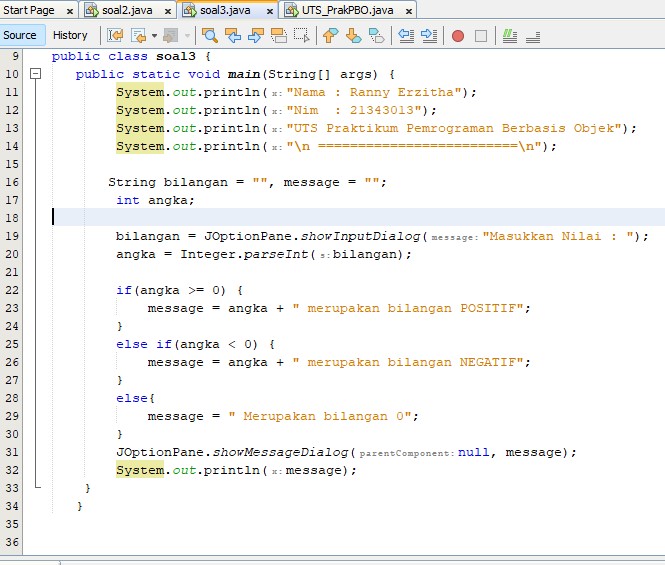 Start Page x soal2.java x soal3.java x UTS_PrakPBO.java x
Source History
9 public class soal3 {
10 public static void main(String[] args) {
11 System.out.println(x: "Nama : Ranny Erzitha");
12 System.out.println(x: "Nim  : 21343013");
13 System.out.println(x: "UTS Praktikum Pemrograman Berbasis Objek");
14 System.out.println(x: "\n =========================\n");
15
16 String bilangan = "", message = "";
17 int angka;
18
19 bilangan = JOptionPane.showInputDialog(message: "Masukkan Nilai : ");
20 angka = Integer.parseInt(s: bilangan);
21
22 if(angka >= 0) {
23 message = angka + " merupakan bilangan POSITIF";
24 }
25 else if(angka < 0) {
26 message = angka + " merupakan bilangan NEGATIF";
27 }
28 else{
29 message = " Merupakan bilangan 0";
30 }
31 JOptionPane.showMessageDialog(parentComponent: null, message);
32 System.out.println(x: message);
33 }
34 }
35
36